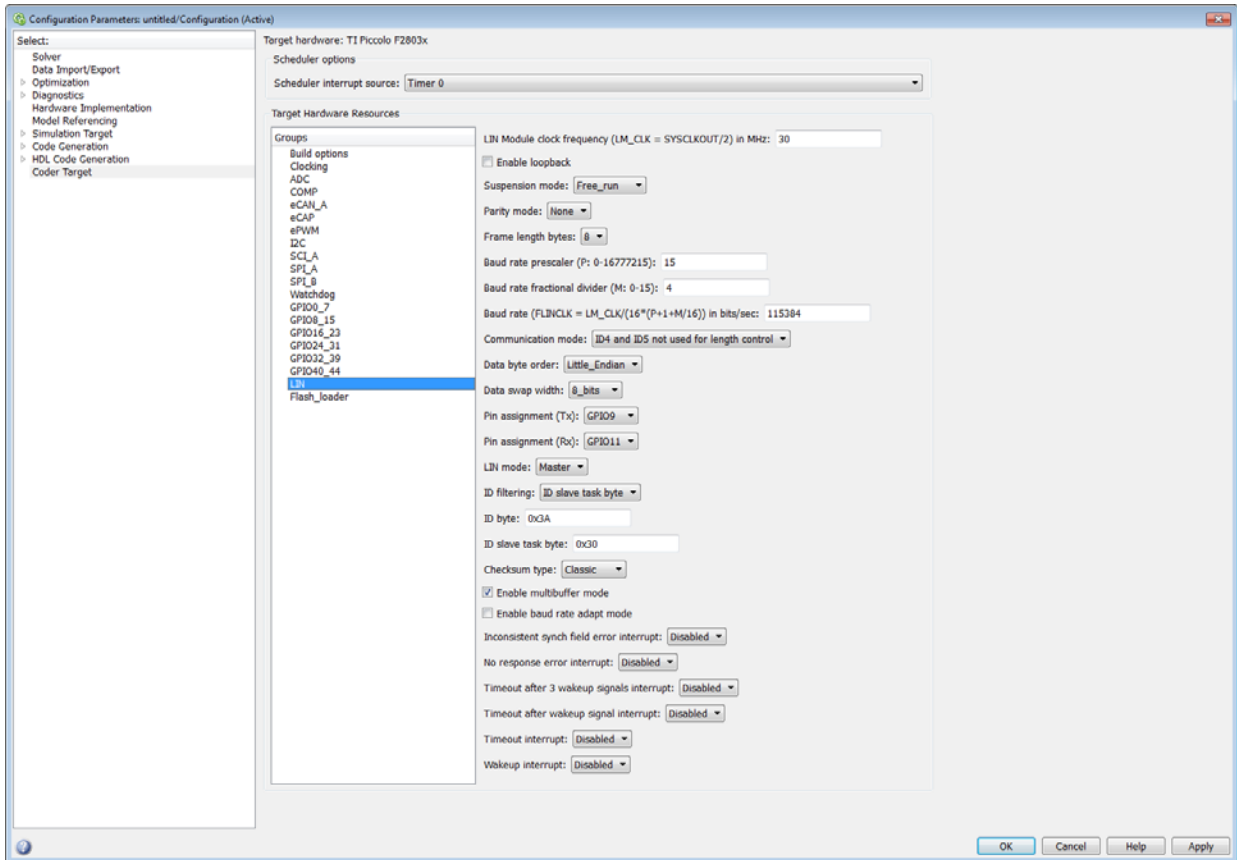 Configuration Parameters: untitled/Configuration (Active)
Select:
Solver
Data Import/Export
Optimization
Diagnostics
Hardware Implementation
Model Referencing
Simulation Target
Code Generation
HDL Code Generation
Coder Target
Target hardware: TI Piccolo F2803x
Scheduler options
Scheduler interrupt source: Timer 0
Target Hardware Resources
Groups
Build options
Clocking
ADC
COMP
eCAN_A
eCAP
ePWM
I2C
SCI_A
SPI_A
SPI_B
Watchdog
GPIO0_7
GPIO8_15
GPIO16_23
GPIO24_31
GPIO32_39
GPIO40_44
LIN
Flash_loader
LIN Module clock frequency (LM_CLK = SYSCLKOUT/2) in MHz: 30
Enable loopback
Suspension mode: Free_run
Parity mode: None
Frame length bytes: 8
Baud rate prescaler (P: 0-16777215): 15
Baud rate fractional divider (M: 0-15): 4
Baud rate (FLINCLK = LM_CLK/(16*(P+1+M/16)) in bits/sec: 115384
Communication mode: ID4 and ID5 not used for length control
Data byte order: Little_Endian
Data swap width: 8_bits
Pin assignment (Tx): GPIO9
Pin assignment (Rx): GPIO11
LIN mode: Master
ID filtering: ID slave task byte
ID byte: 0x3A
ID slave task byte: 0x30
Checksum type: Classic
Enable multibuffer mode
Enable baud rate adapt mode
Inconsistent synch field error interrupt: Disabled
No response error interrupt: Disabled
Timeout after 3 wakeup signals interrupt: Disabled
Timeout after wakeup signal interrupt: Disabled
Timeout interrupt: Disabled
Wakeup interrupt: Disabled
OK Cancel Help Apply